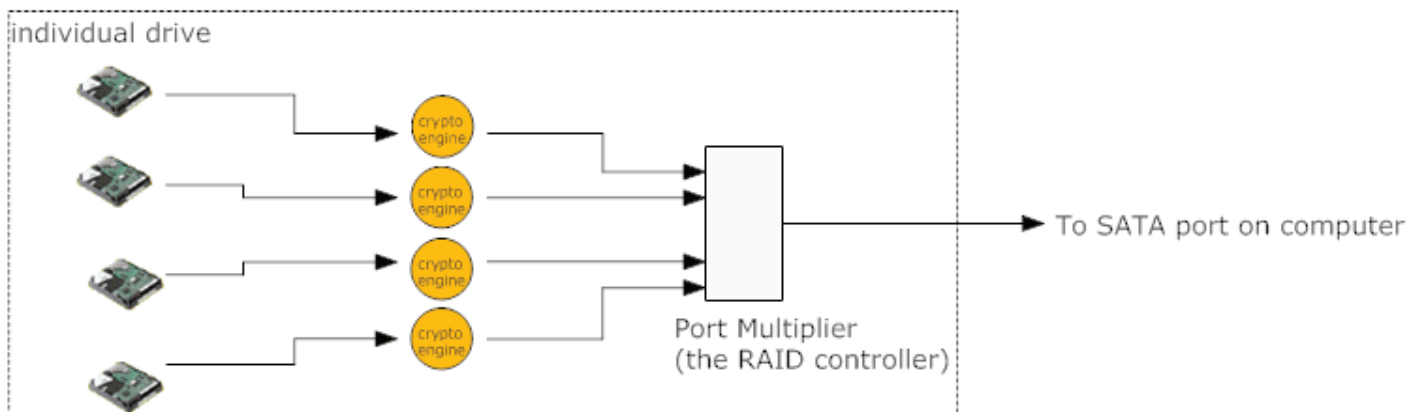 individual drive
crypto
engine
crypto
engine
crypto
engine
crypto
engine
To SATA port on computer
Port Multiplier
(the RAID controller)